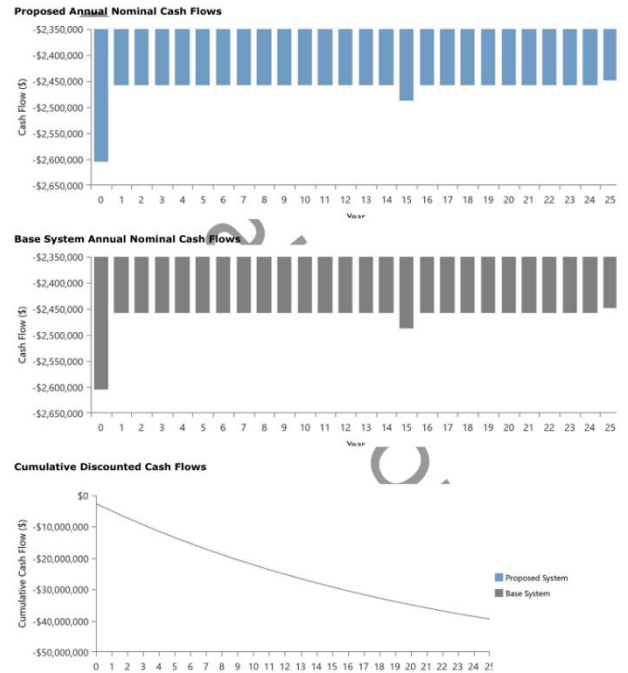 Proposed Annual Nominal Cash Flows
-$2,350,000
-$2,400,000
-$2,450,000
-$2,500,000
-$2,550,000
-$2,600,000
-$2,650,000
Cash Flow ($)
0 1 2 3 4 5 6 7 8 9 10 11 12 13 14 15 16 17 18 19 20 21 22 23 24 25
Year
Base System Annual Nominal Cash Flows
-$2,350,000
-$2,400,000
-$2,450,000
-$2,500,000
-$2,550,000
-$2,600,000
-$2,650,000
Cash Flow ($)
0 1 2 3 4 5 6 7 8 9 10 11 12 13 14 15 16 17 18 19 20 21 22 23 24 25
Year
Cumulative Discounted Cash Flows
$0
-$10,000,000
-$20,000,000
-$30,000,000
-$40,000,000
-$50,000,000
Cumulative Cash Flow ($)
0 1 2 3 4 5 6 7 8 9 10 11 12 13 14 15 16 17 18 19 20 21 22 23 24 25
Proposed System
Base System